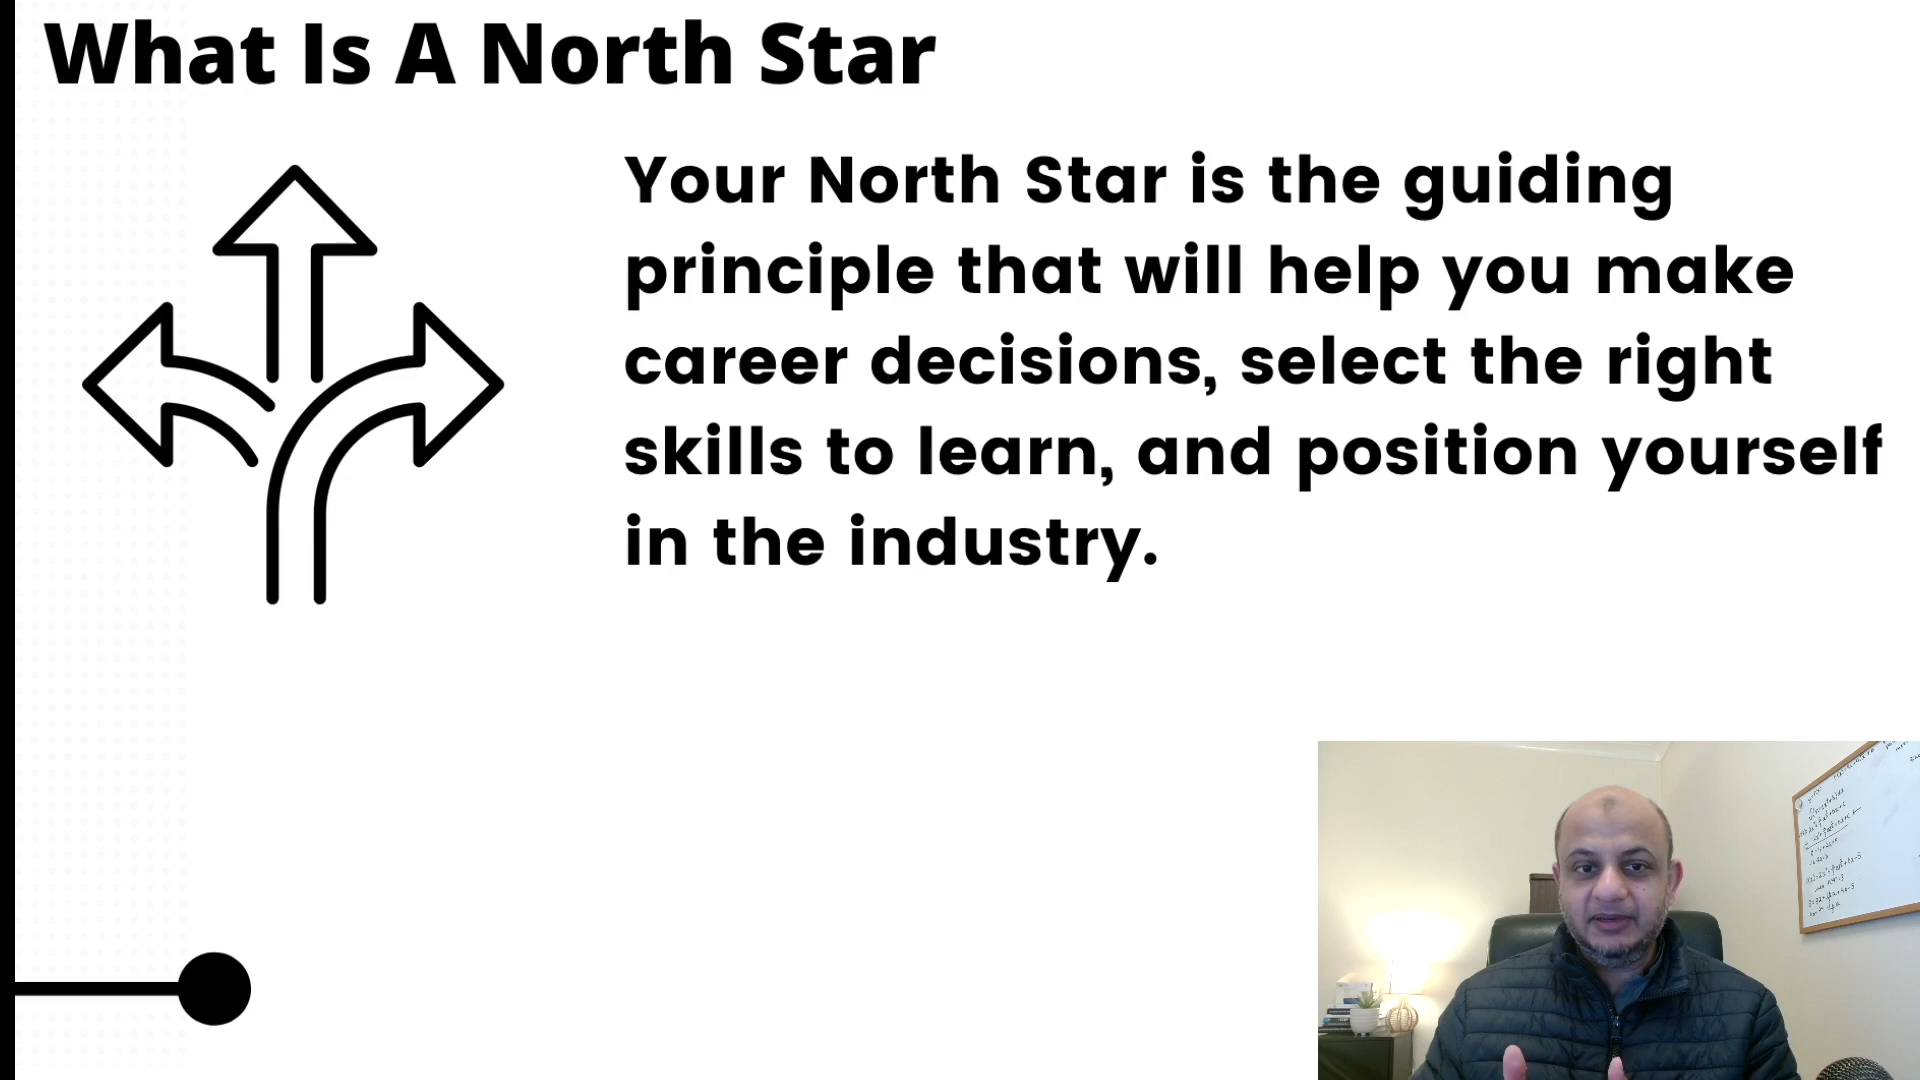 What Is A North Star
Your North Star is the guiding
principle that will help you make
career decisions, select the right
skills to learn, and position yourself
in the industry.